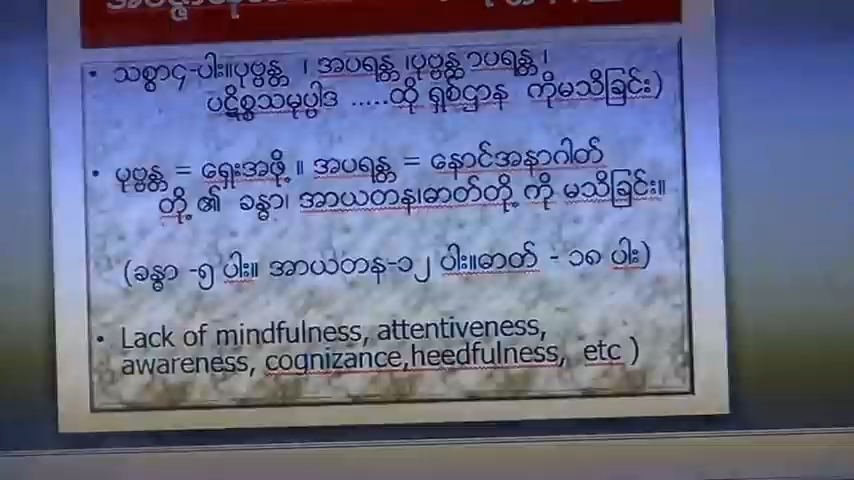 • သစ္စာ၄-ပါး။ပုဗ္ဗန္တ ၊ အပရန္တ ၊ပုဗ္ဗန္တာပရန္တ၊
ပဋိစ္စသမုပ္ပါဒ .....ထို ရှစ်ဌာန ကိုမသိခြင်း)
• ပုဗ္ဗန္တ = ရှေးအဖို့ ။ အပရန္တ = နောင်အနာဂါတ်
တို့၏ ခန္ဓာ၊ အာယတန၊ဓာတ်တို့ ကို မသိခြင်း။
(ခန္ဓာ -၅ ပါး။ အာယတန-၁၂ ပါး။ဓာတ် - ၁၈ ပါး)
• Lack of mindfulness, attentiveness,
awareness, cognizance,heedfulness, etc )